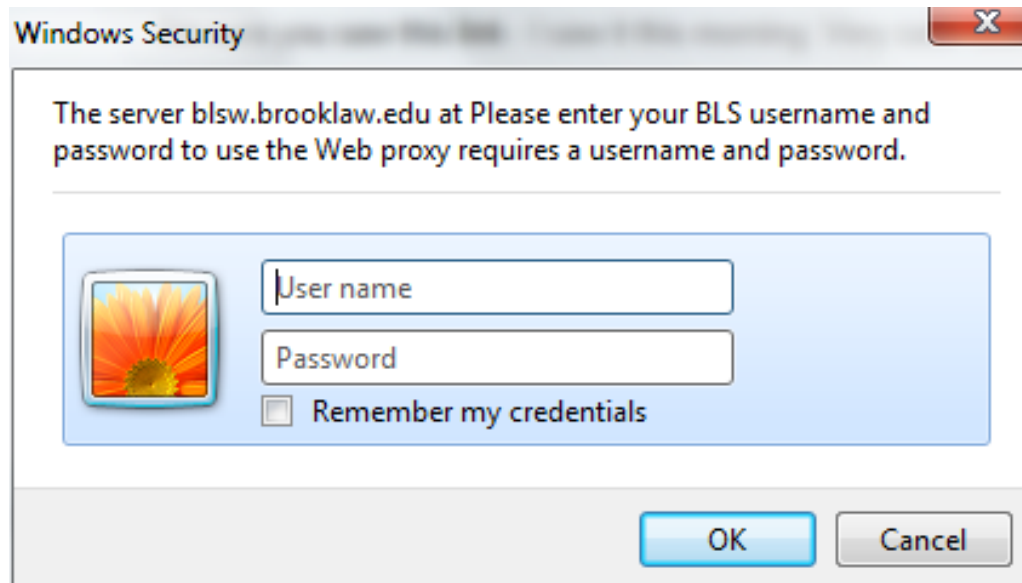 Windows Security
The server blsw.brooklaw.edu at Please enter your BLS username and
password to use the Web proxy requires a username and password.
User name
Password
Remember my credentials
OK
Cancel